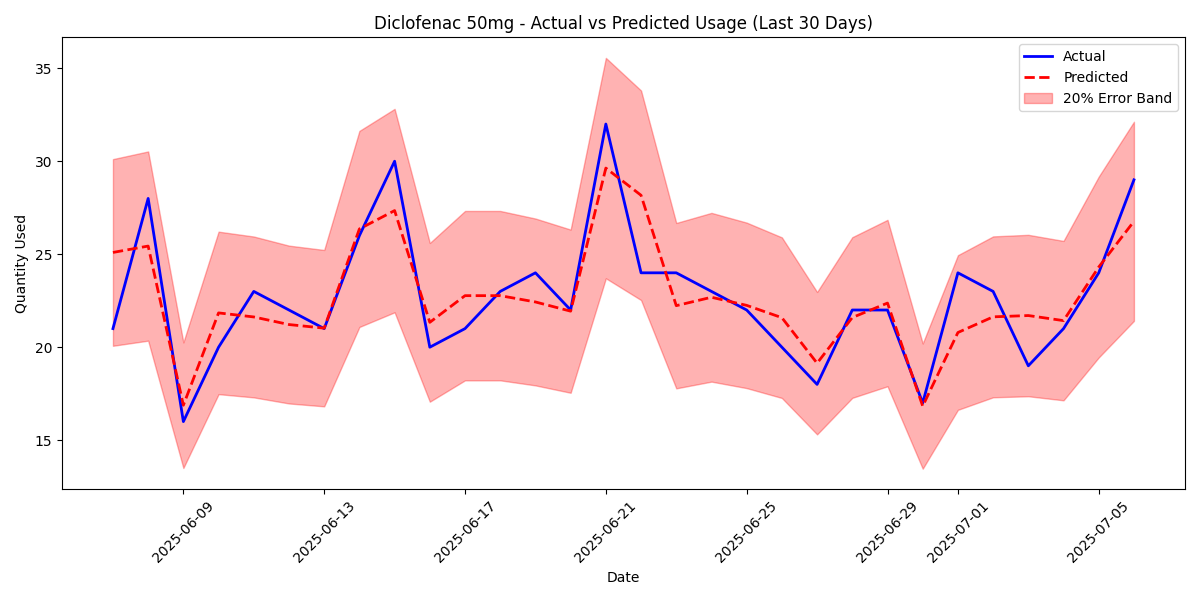 Diclofenac 50mg - Actual vs Predicted Usage (Last 30 Days)
Actual
Predicted
20% Error Band
Quantity Used
35
30
25
20
15
2025-06-09
2025-06-13
2025-06-17
2025-06-21
2025-06-25
2025-06-29
2025-07-01
2025-07-05
Date